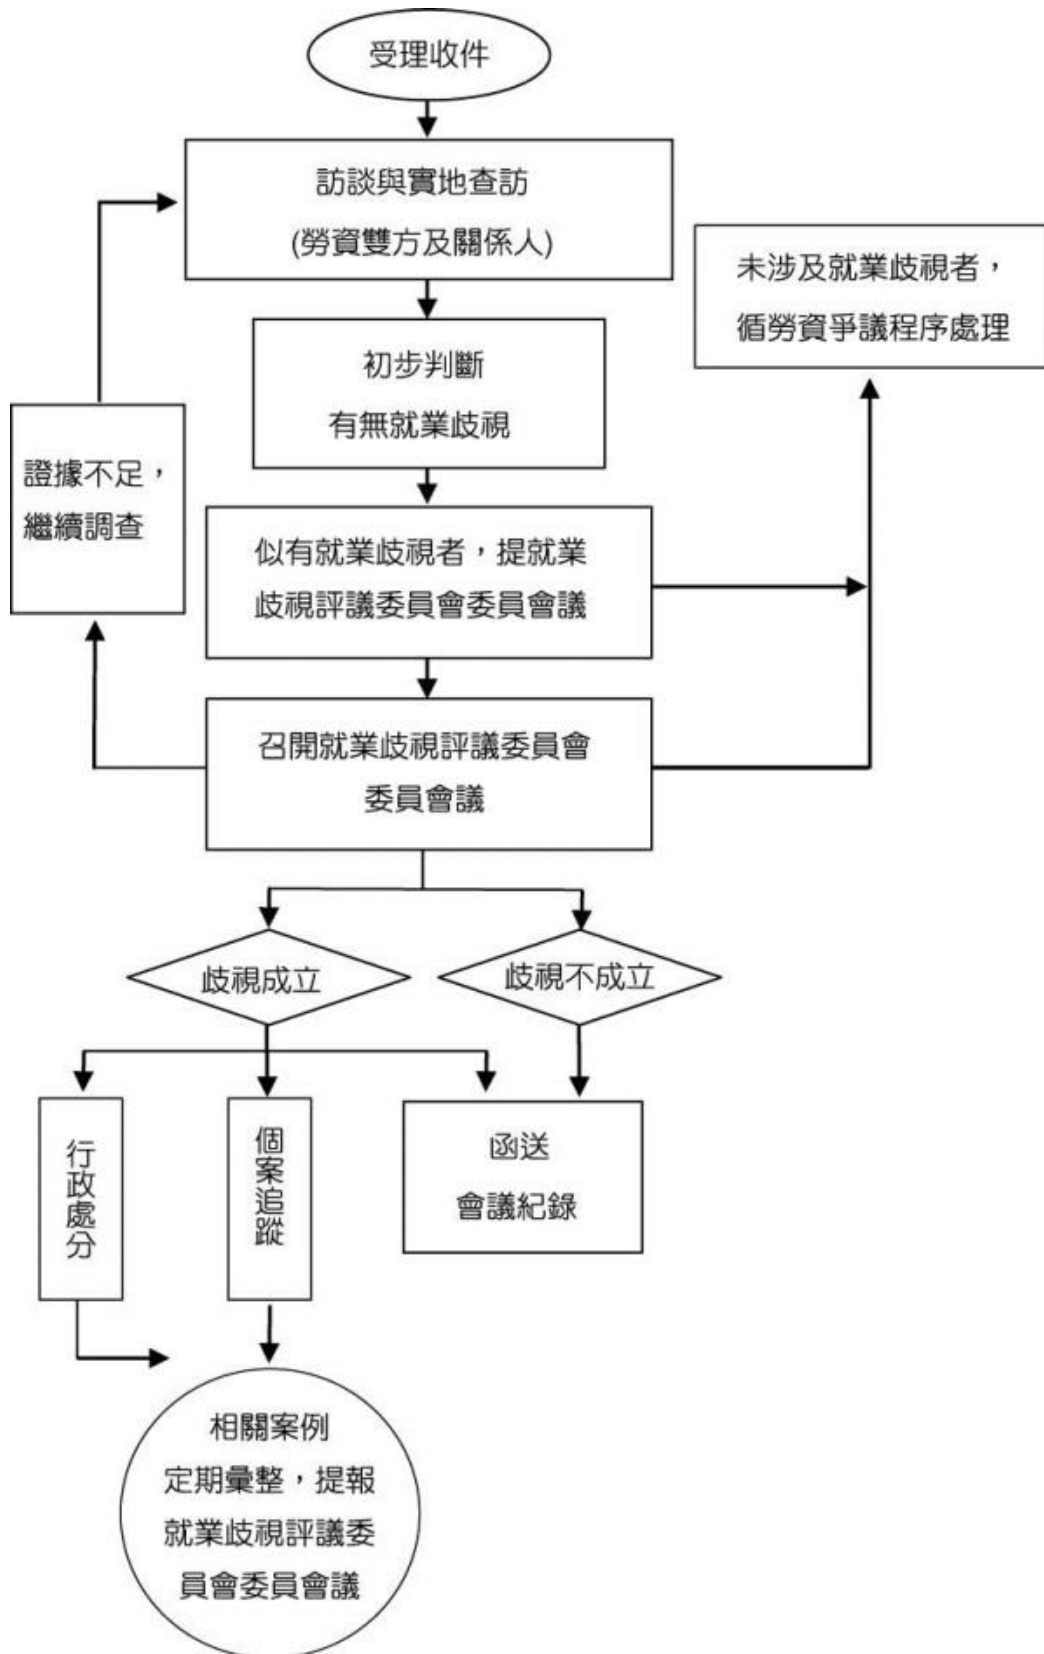 受理收件
訪談與實地查訪
(勞資雙方及關係人)
未涉及就業歧視者，
循勞資爭議程序處理
初步判斷
有無就業歧視
證據不足，
繼續調查
似有就業歧視者，提就業
歧視評議委員會委員會議
召開就業歧視評議委員會
委員會議
歧視成立
歧視不成立
行政處分
個案追蹤
函送
會議紀錄
相關案例
定期彙整，提報
就業歧視評議委
員會委員會議